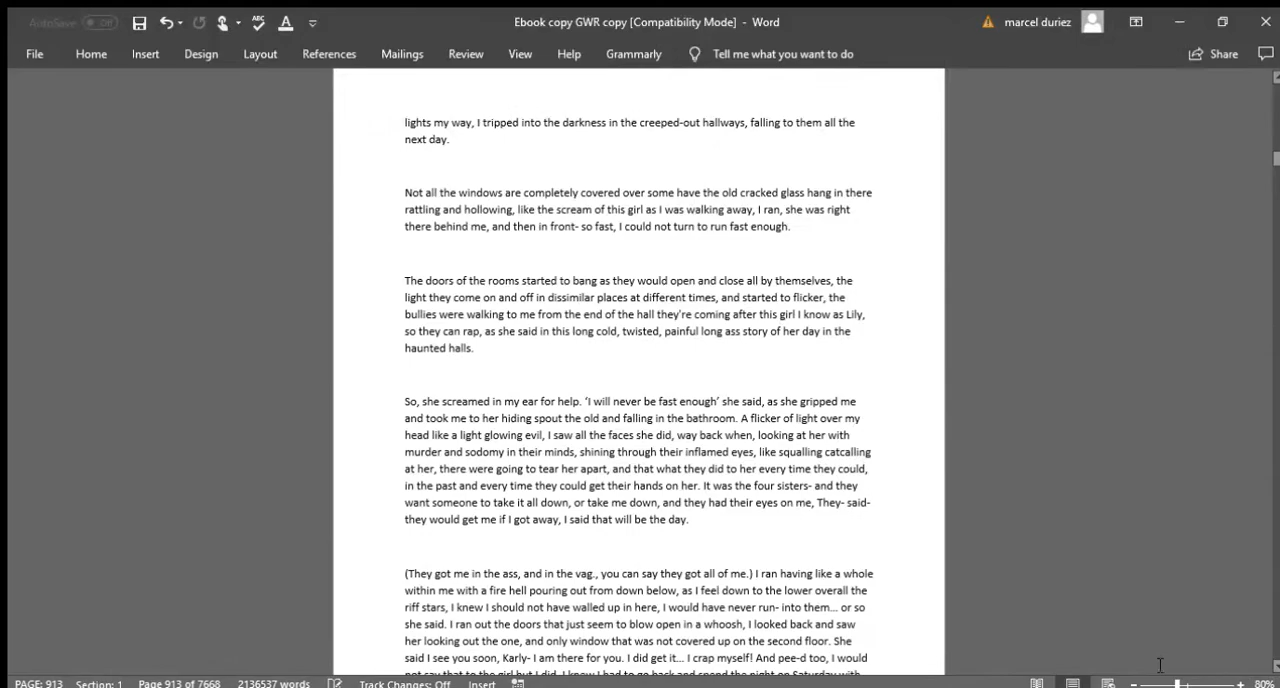 AutoSave Off
Ebook copy GWR copy [Compatibility Mode] - Word
marcel duriez
File Home Insert Design Layout References Mailings Review View Help Grammarly Tell me what you want to do Share
lights my way, I tripped into the darkness in the creeped-out hallways, falling to them all the
next day.
Not all the windows are completely covered over some have the old cracked glass hang in there
rattling and hollowing, like the scream of this girl as I was walking away, I ran, she was right
there behind me, and then in front- so fast, I could not turn to run fast enough.
The doors of the rooms started to bang as they would open and close all by themselves, the
light they come on and off in dissimilar places at different times, and started to flicker, the
bullies were walking to me from the end of the hall they're coming after this girl I know as Lily,
so they can rap, as she said in this long cold, twisted, painful long ass story of her day in the
haunted halls.
So, she screamed in my ear for help. ‘I will never be fast enough’ she said, as she gripped me
and took me to her hiding spout the old and falling in the bathroom. A flicker of light over my
head like a light glowing evil, I saw all the faces she did, way back when, looking at her with
murder and sodomy in their minds, shining through their inflamed eyes, like squalling catcalling
at her, there were going to tear her apart, and that what they did to her every time they could,
in the past and every time they could get their hands on her. It was the four sisters- and they
want someone to take it all down, or take me down, and they had their eyes on me, They- said-
they would get me if I got away, I said that will be the day.
(They got me in the ass, and in the vag., you can say they got all of me.) I ran having like a whole
within me with a fire hell pouring out from down below, as I feel down to the lower overall the
riff stars, I knew I should not have walled up in here, I would have never run- into them... or so
she said. I ran out the doors that just seem to blow open in a whoosh, I looked back and saw
her looking out the one, and only window that was not covered up on the second floor. She
said I see you soon, Karly- I am there for you. I did get it... I crap myself! And pee-d too, I would
not say that to the girl but I did. I knew I had to go back and spend the night on Saturday with
PAGE: 913 Section: 1 Page 913 of 7668 2136537 words Track Changes: Off Insert 80%